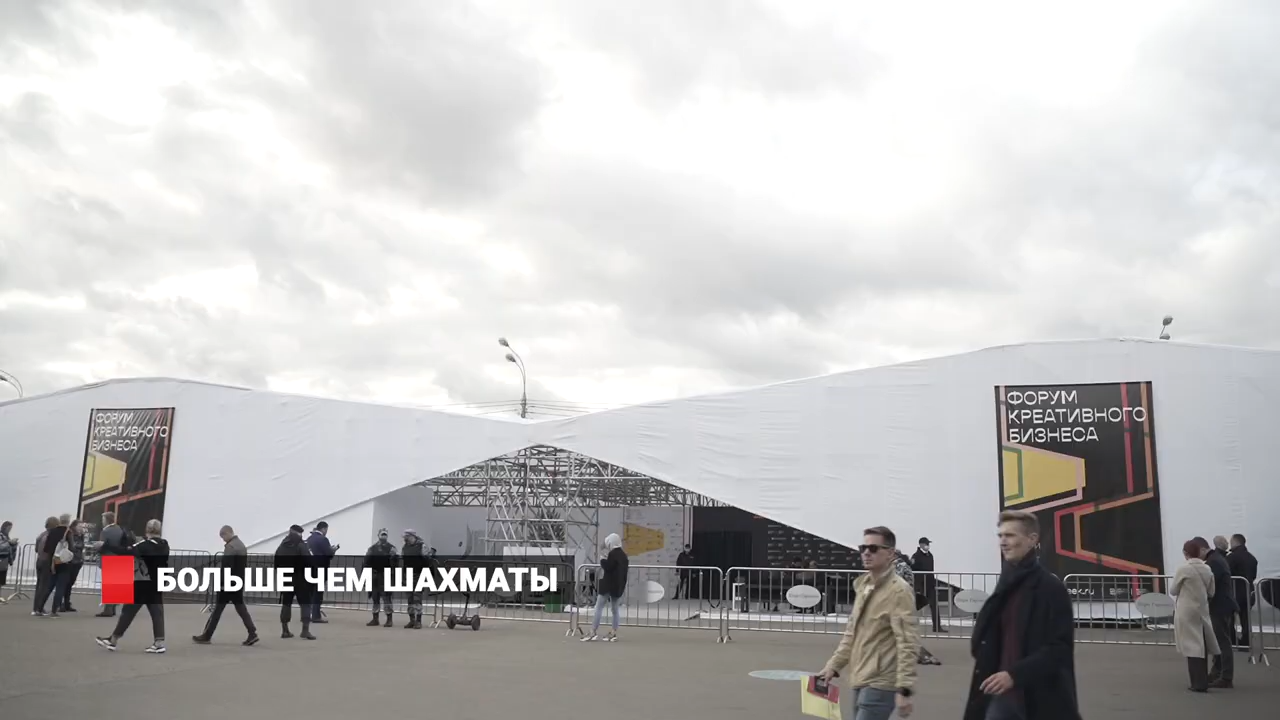 ФОРУМ
КРЕАТИВНОГО
БИЗНЕСА
ФОРУМ
КРЕАТИВНОГО
БИЗНЕСА
БОЛЬШЕ ЧЕМ ШАХМАТЫ